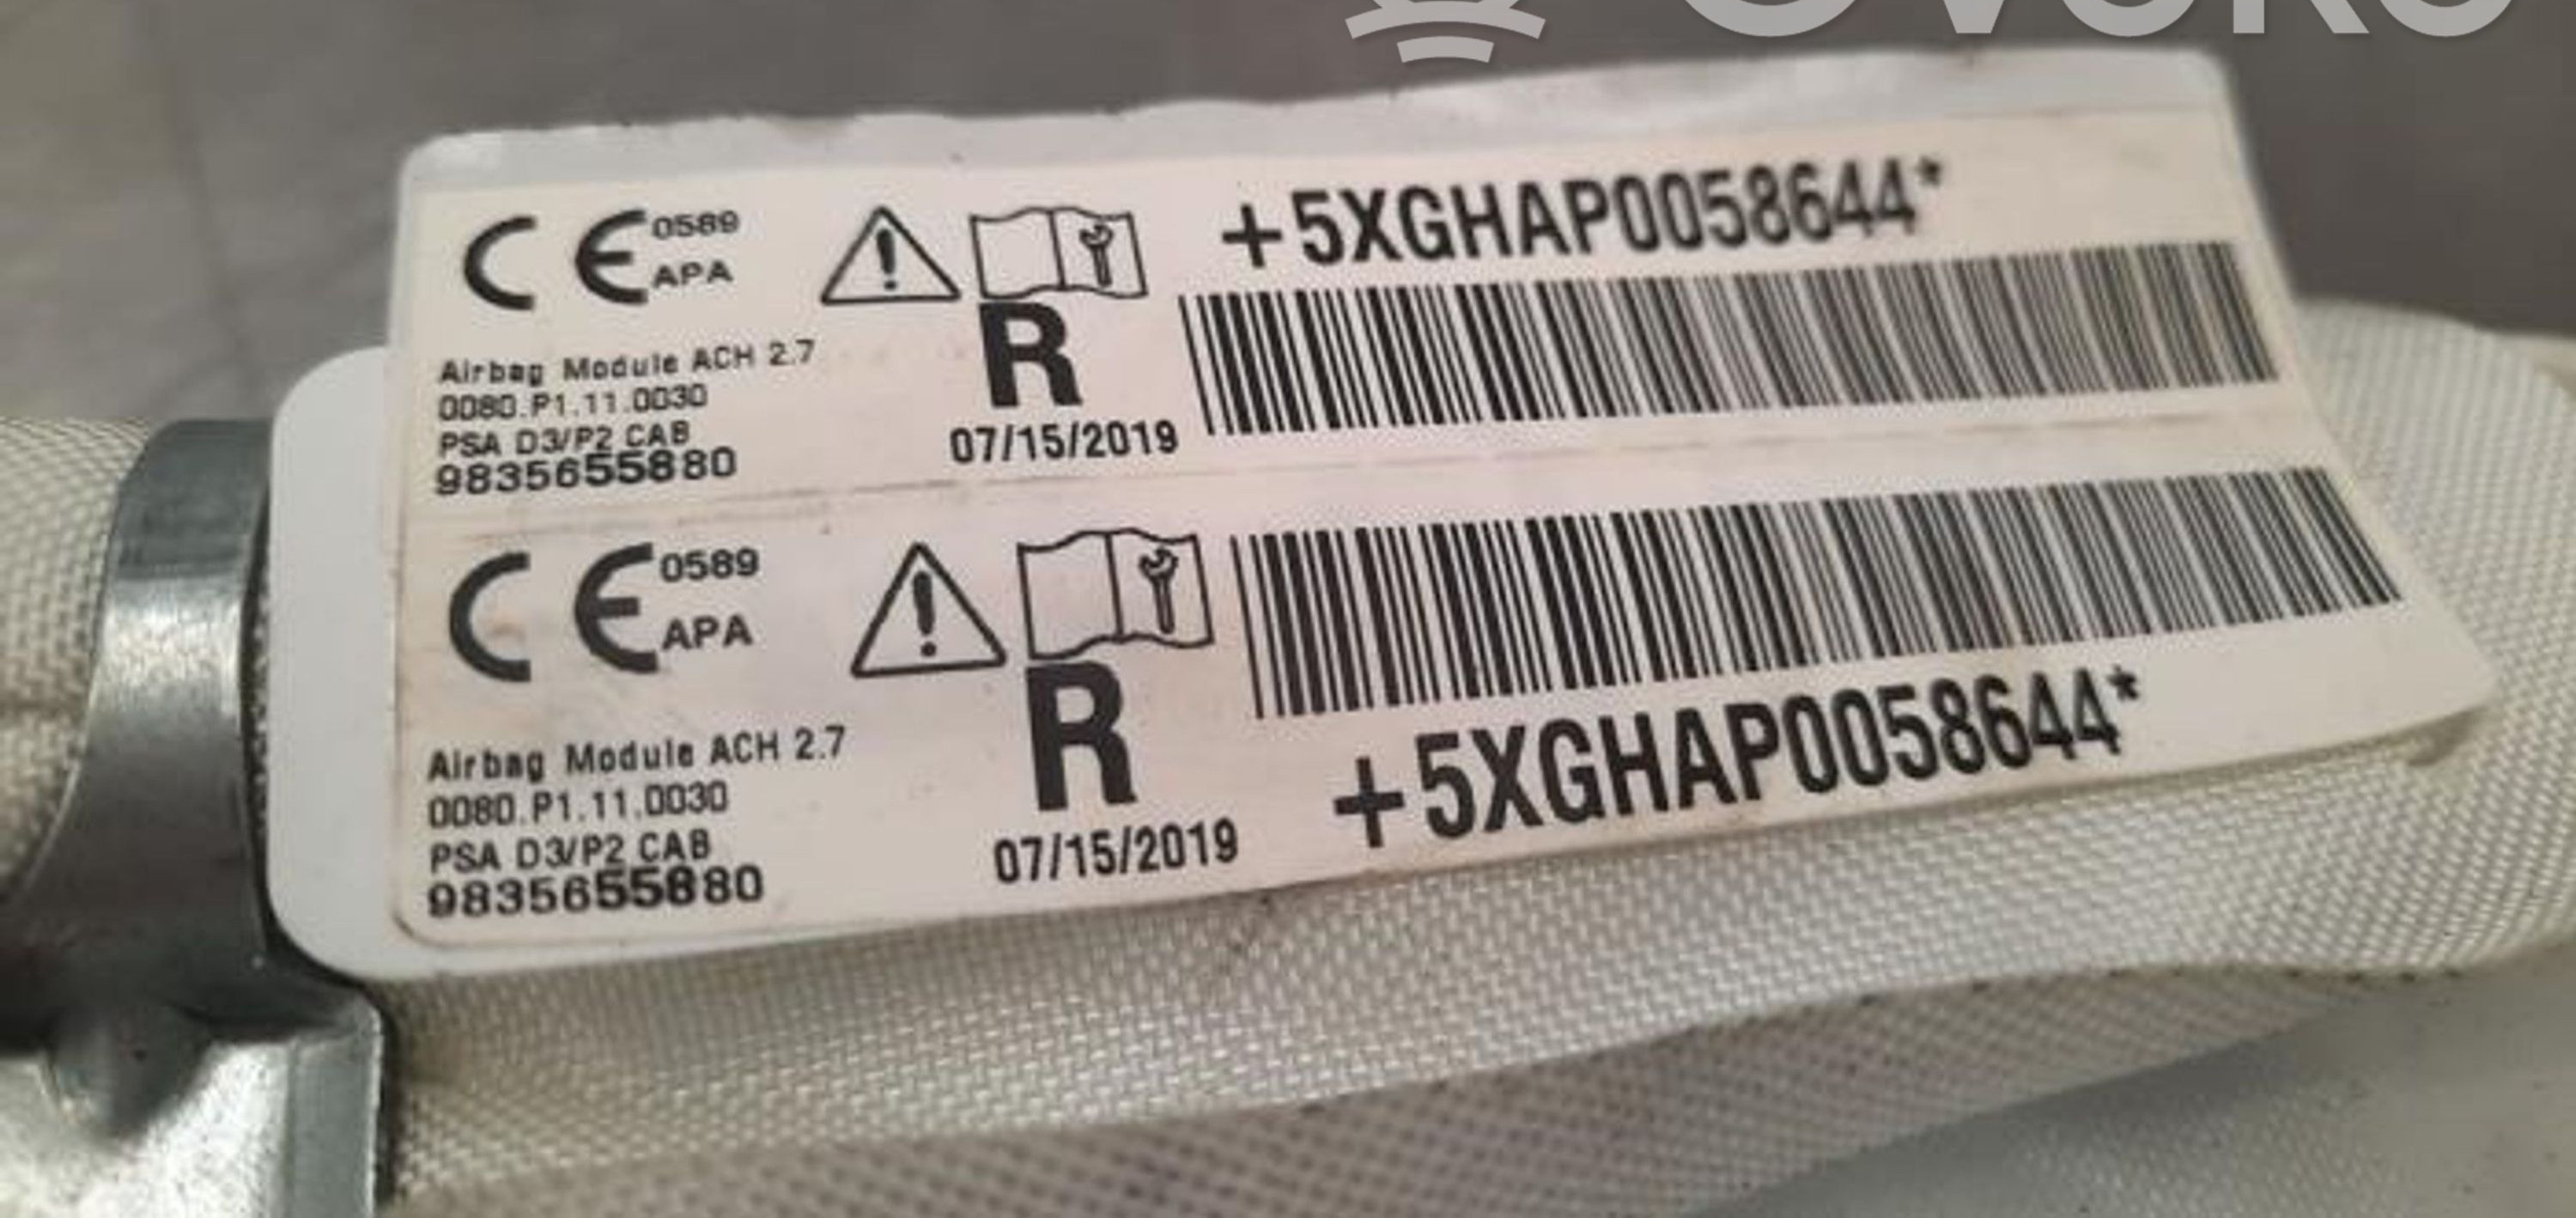 CE 0589
APA
+5XGHAP0058644*
Airbag Module ACH 2.7
R
0080.P1.11.0030
PSA D3/P2 CAB
07/15/2019
9835655880
CE 0589
APA
Airbag Module ACH 2.7
R
0080.P1.11.0030
PSA D3/P2 CAB
07/15/2019
9835655880
+5XGHAP0058644*